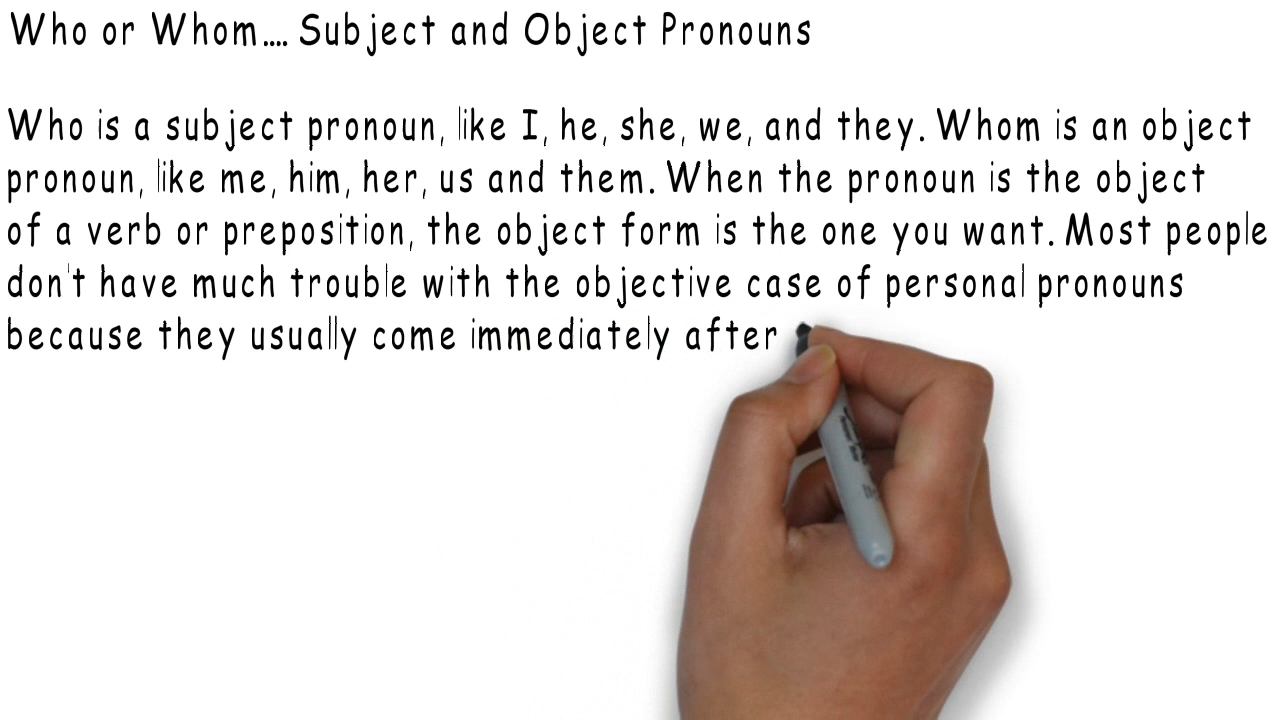 Who or Whom.... Subject and Object Pronouns
Who is a subject pronoun, like I, he, she, we, and they. Whom is an object
pronoun, like me, him, her, us and them. When the pronoun is the object
of a verb or preposition, the object form is the one you want. Most people
don't have much trouble with the objective case of personal pronouns
because they usually come immediately after